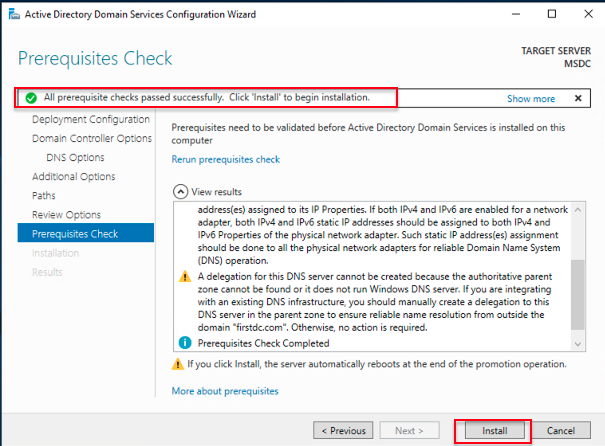 Active Directory Domain Services Configuration Wizard
Prerequisites Check
TARGET SERVER
MSDC
All prerequisite checks passed successfully. Click 'Install' to begin installation.
Show more
Deployment Configuration
Domain Controller Options
DNS Options
Additional Options
Paths
Review Options
Prerequisites Check
Installation
Results
Prerequisites need to be validated before Active Directory Domain Services is installed on this
computer
Rerun prerequisites check
View results
address(es) assigned to its IP Properties. If both IPv4 and IPv6 are enabled for a network
adapter, both IPv4 and IPv6 static IP addresses should be assigned to both IPv4 and
IPv6 Properties of the physical network adapter. Such static IP address(es) assignment
should be done to all the physical network adapters for reliable Domain Name System
(DNS) operation.
A delegation for this DNS server cannot be created because the authoritative parent
zone cannot be found or it does not run Windows DNS server. If you are integrating
with an existing DNS infrastructure, you should manually create a delegation to this
DNS server in the parent zone to ensure reliable name resolution from outside the
domain "firstdc.com". Otherwise, no action is required.
Prerequisites Check Completed
If you click Install, the server automatically reboots at the end of the promotion operation.
More about prerequisites
< Previous
Next >
Install
Cancel